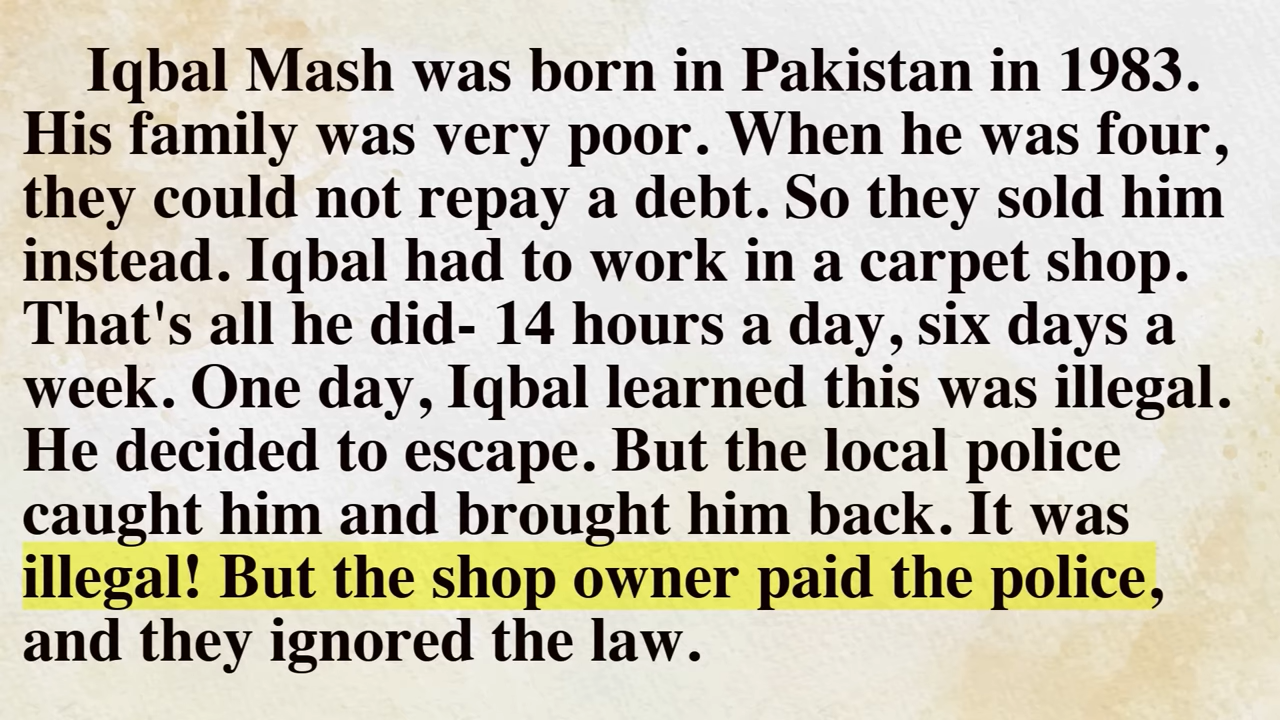 Iqbal Mash was born in Pakistan in 1983.
His family was very poor. When he was four,
they could not repay a debt. So they sold him
instead. Iqbal had to work in a carpet shop.
That's all he did- 14 hours a day, six days a
week. One day, Iqbal learned this was illegal.
He decided to escape. But the local police
caught him and brought him back. It was
illegal! But the shop owner paid the police,
and they ignored the law.